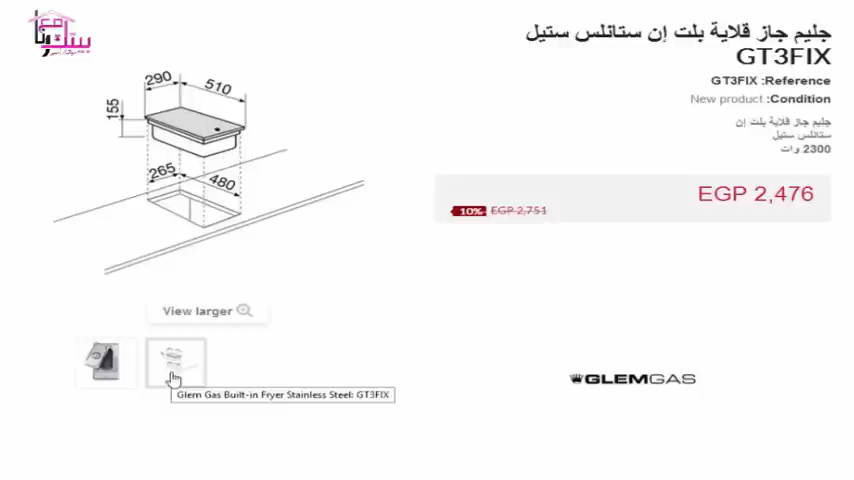 مع
رنا
جليم جاز قلاية بلت إن ستانلس ستيل
GT3FIX
GT3FIX :Reference
New product :Condition
جليم جاز قلاية بلت إن
ستانلس ستيل
2300 وات
EGP 2,476
10% EGP 2,751
290
510
155
265
480
View larger
Glem Gas Built-in Fryer Stainless Steel: GT3FIX
GLEMGAS